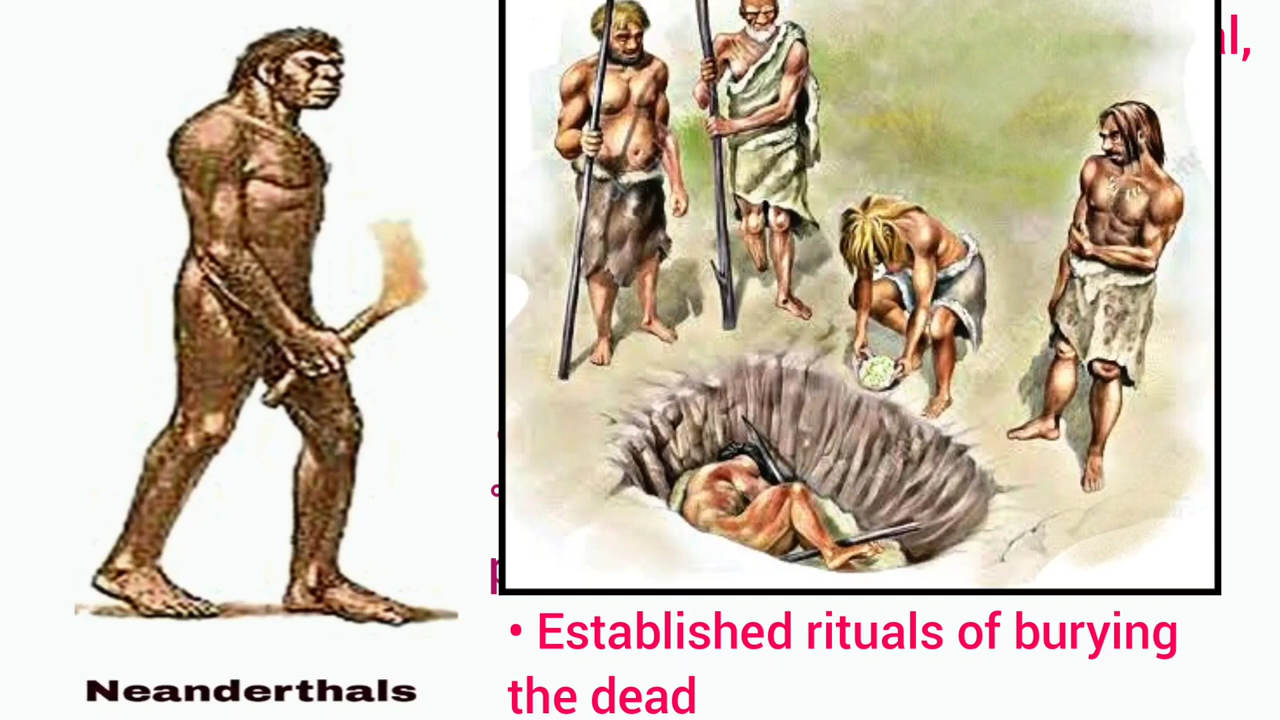 • Established rituals of burying
the dead
Neanderthals